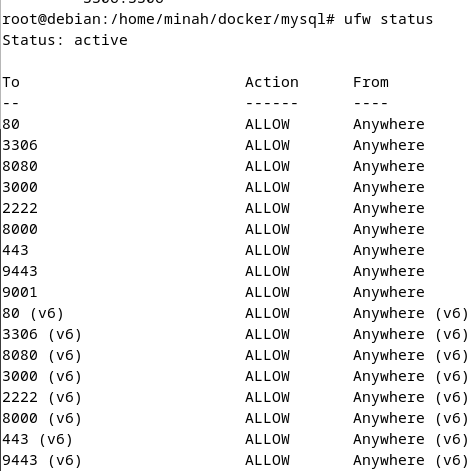 3306:3306
root@debian:/home/minah/docker/mysql# ufw status
Status: active
To Action From
-- ------ ----
80 ALLOW Anywhere
3306 ALLOW Anywhere
8080 ALLOW Anywhere
3000 ALLOW Anywhere
2222 ALLOW Anywhere
8000 ALLOW Anywhere
443 ALLOW Anywhere
9443 ALLOW Anywhere
9001 ALLOW Anywhere
80 (v6) ALLOW Anywhere (v6)
3306 (v6) ALLOW Anywhere (v6)
8080 (v6) ALLOW Anywhere (v6)
3000 (v6) ALLOW Anywhere (v6)
2222 (v6) ALLOW Anywhere (v6)
8000 (v6) ALLOW Anywhere (v6)
443 (v6) ALLOW Anywhere (v6)
9443 (v6) ALLOW Anywhere (v6)